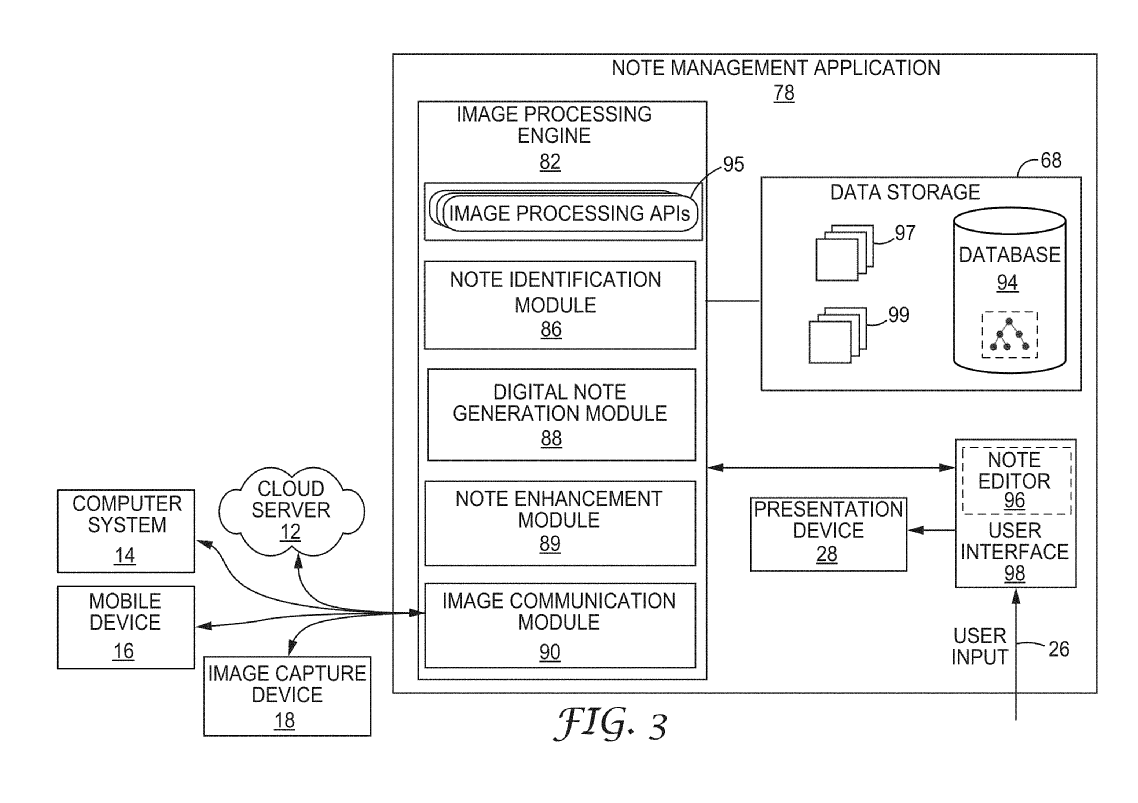 NOTE MANAGEMENT APPLICATION
78
IMAGE PROCESSING
ENGINE
82
95
IMAGE PROCESSING APIs
NOTE IDENTIFICATION
MODULE
86
DIGITAL NOTE
GENERATION MODULE
88
NOTE ENHANCEMENT
MODULE
89
IMAGE COMMUNICATION
MODULE
90
68
DATA STORAGE
97
99
DATABASE
94
NOTE
EDITOR
96
USER
INTERFACE
98
PRESENTATION
DEVICE
28
USER
INPUT
26
CLOUD
SERVER
12
COMPUTER
SYSTEM
14
MOBILE
DEVICE
16
IMAGE CAPTURE
DEVICE
18
FIG. 3